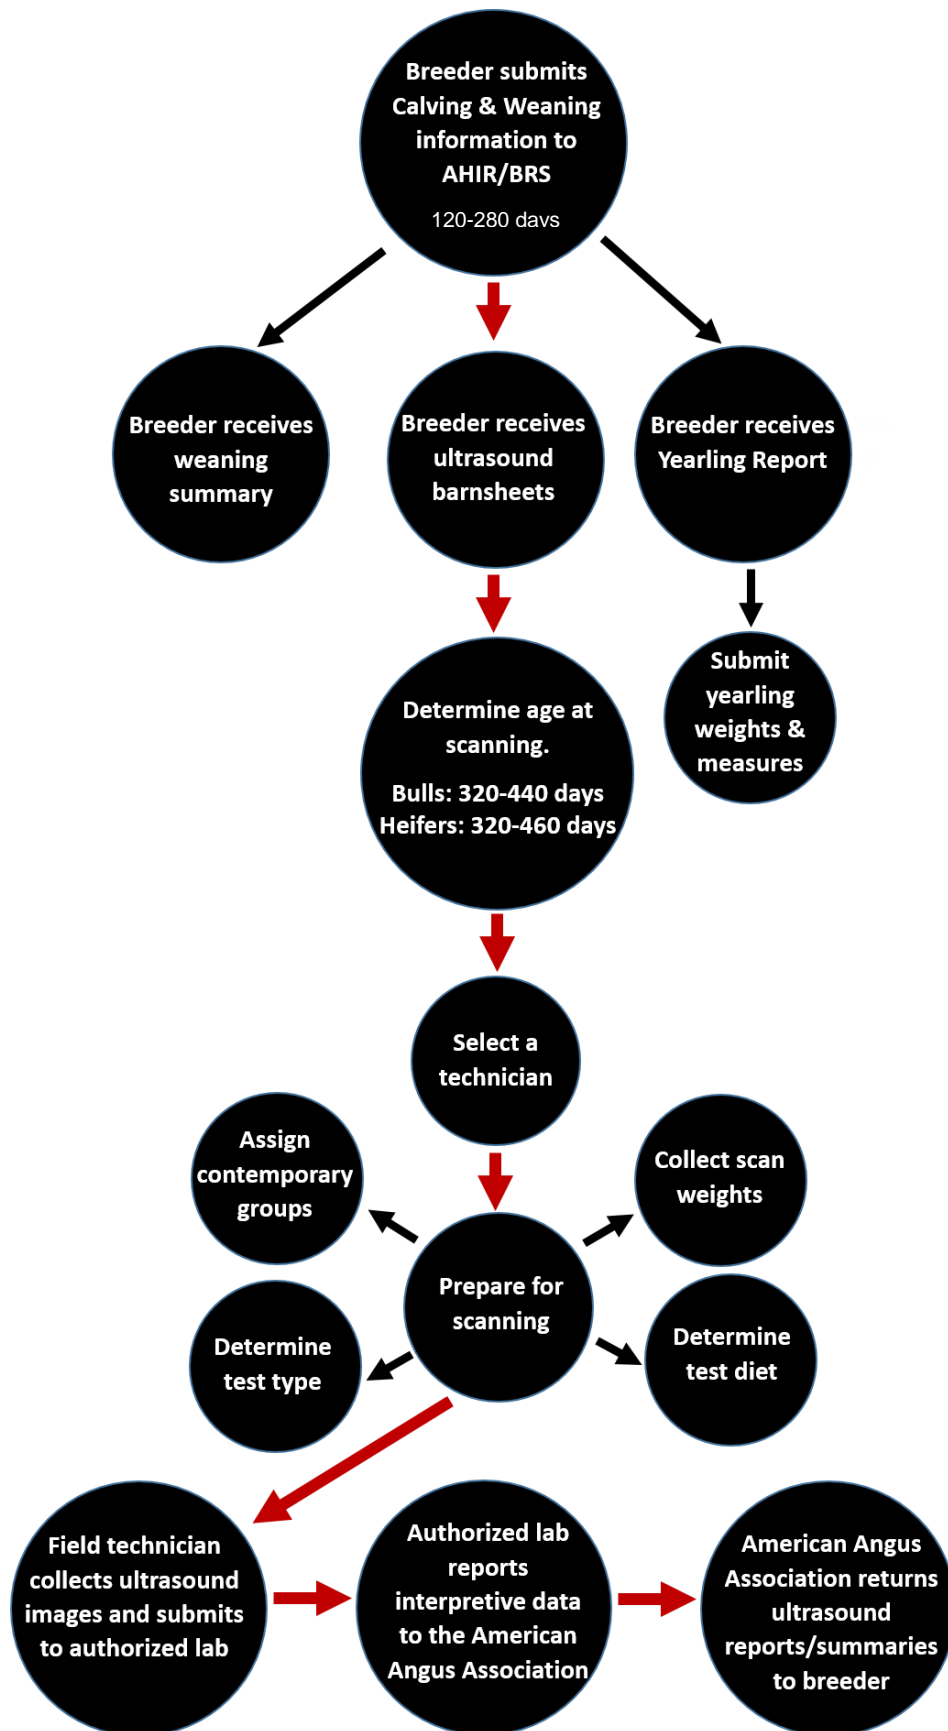 Breeder submits
Calving & Weaning
information to
AHIR/BRS
120-280 days
Breeder receives
weaning
summary
Breeder receives
ultrasound
barnsheets
Breeder receives
Yearling Report
Submit
yearling
weights &
measures
Determine age at
scanning.
Bulls: 320-440 days
Heifers: 320-460 days
Select a
technician
Assign
contemporary
groups
Collect scan
weights
Prepare for
scanning
Determine
test type
Determine
test diet
Field technician
collects ultrasound
images and submits
to authorized lab
Authorized lab
reports
interpretive data
to the American
Angus Association
American Angus
Association returns
ultrasound
reports/summaries
to breeder